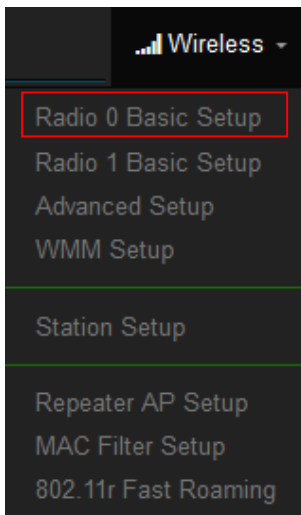 Wireless
Radio 0 Basic Setup
Radio 1 Basic Setup
Advanced Setup
WMM Setup
Station Setup
Repeater AP Setup
MAC Filter Setup
802.11r Fast Roaming